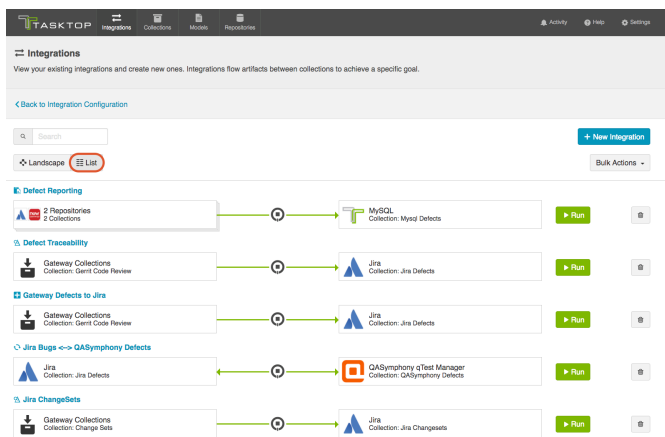 TASKTOP
Integrations
Collections
Models
Repositories
Activity
Help
Settings
Integrations
View your existing integrations and create new ones. Integrations flow artifacts between collections to achieve a specific goal.
Back to Integration Configuration
Search
+ New Integration
Landscape
List
Bulk Actions
Defect Reporting
2 Repositories
2 Collections
MySQL
Collection: Mysql Defects
Run
Defect Traceability
Gateway Collections
Collection: Gerrit Code Review
Jira
Collection: Jira Defects
Run
Gateway Defects to Jira
Gateway Collections
Collection: Gerrit Code Review
Jira
Collection: Jira Defects
Run
Jira Bugs <--> QASymphony Defects
Jira
Collection: Jira Defects
QASymphony qTest Manager
Collection: QASymphony Defects
Run
Jira ChangeSets
Gateway Collections
Collection: Change Sets
Jira
Collection: Jira Changesets
Run